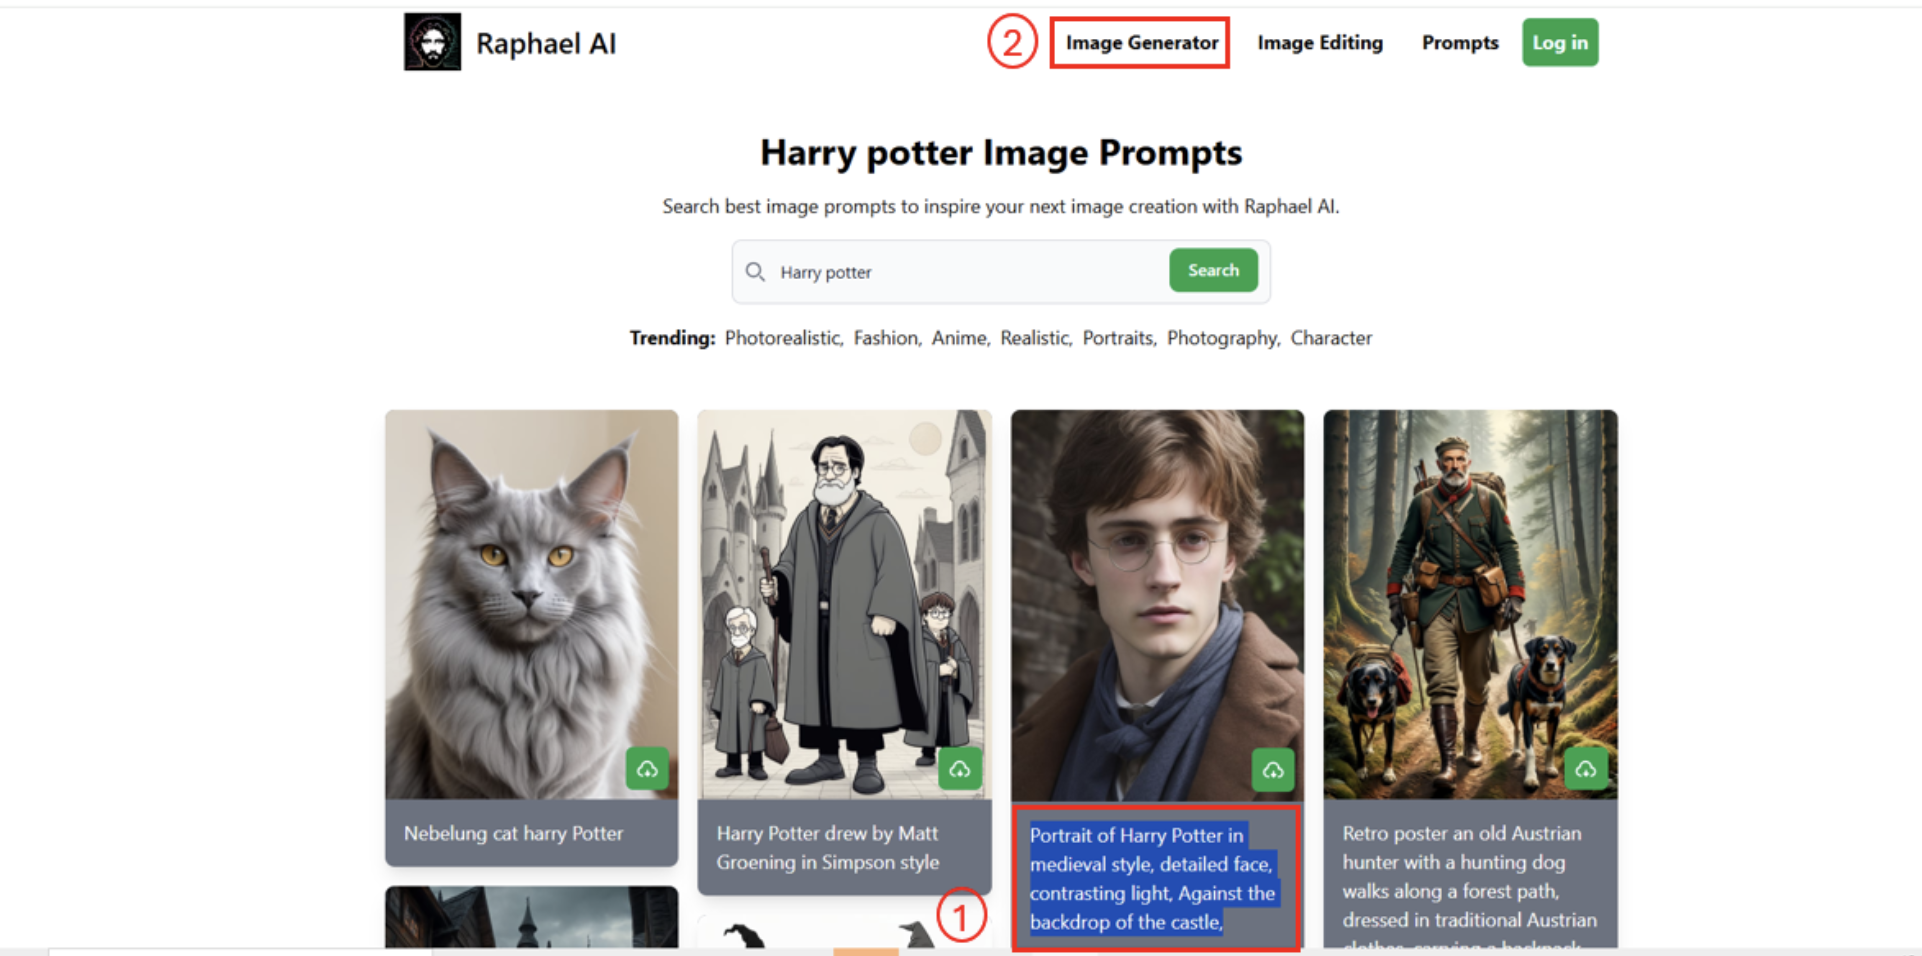 Raphael AI
2
Image Generator
Image Editing
Prompts
Log in
Harry potter Image Prompts
Search best image prompts to inspire your next image creation with Raphael AI.
Harry potter
Search
Trending: Photorealistic, Fashion, Anime, Realistic, Portraits, Photography, Character
Nebelung cat harry Potter
Harry Potter drew by Matt
Groening in Simpson style
1
Portrait of Harry Potter in
medieval style, detailed face,
contrasting light, Against the
backdrop of the castle,
Retro poster an old Austrian
hunter with a hunting dog
walks along a forest path,
dressed in traditional Austrian
clothes, carrying a backpack